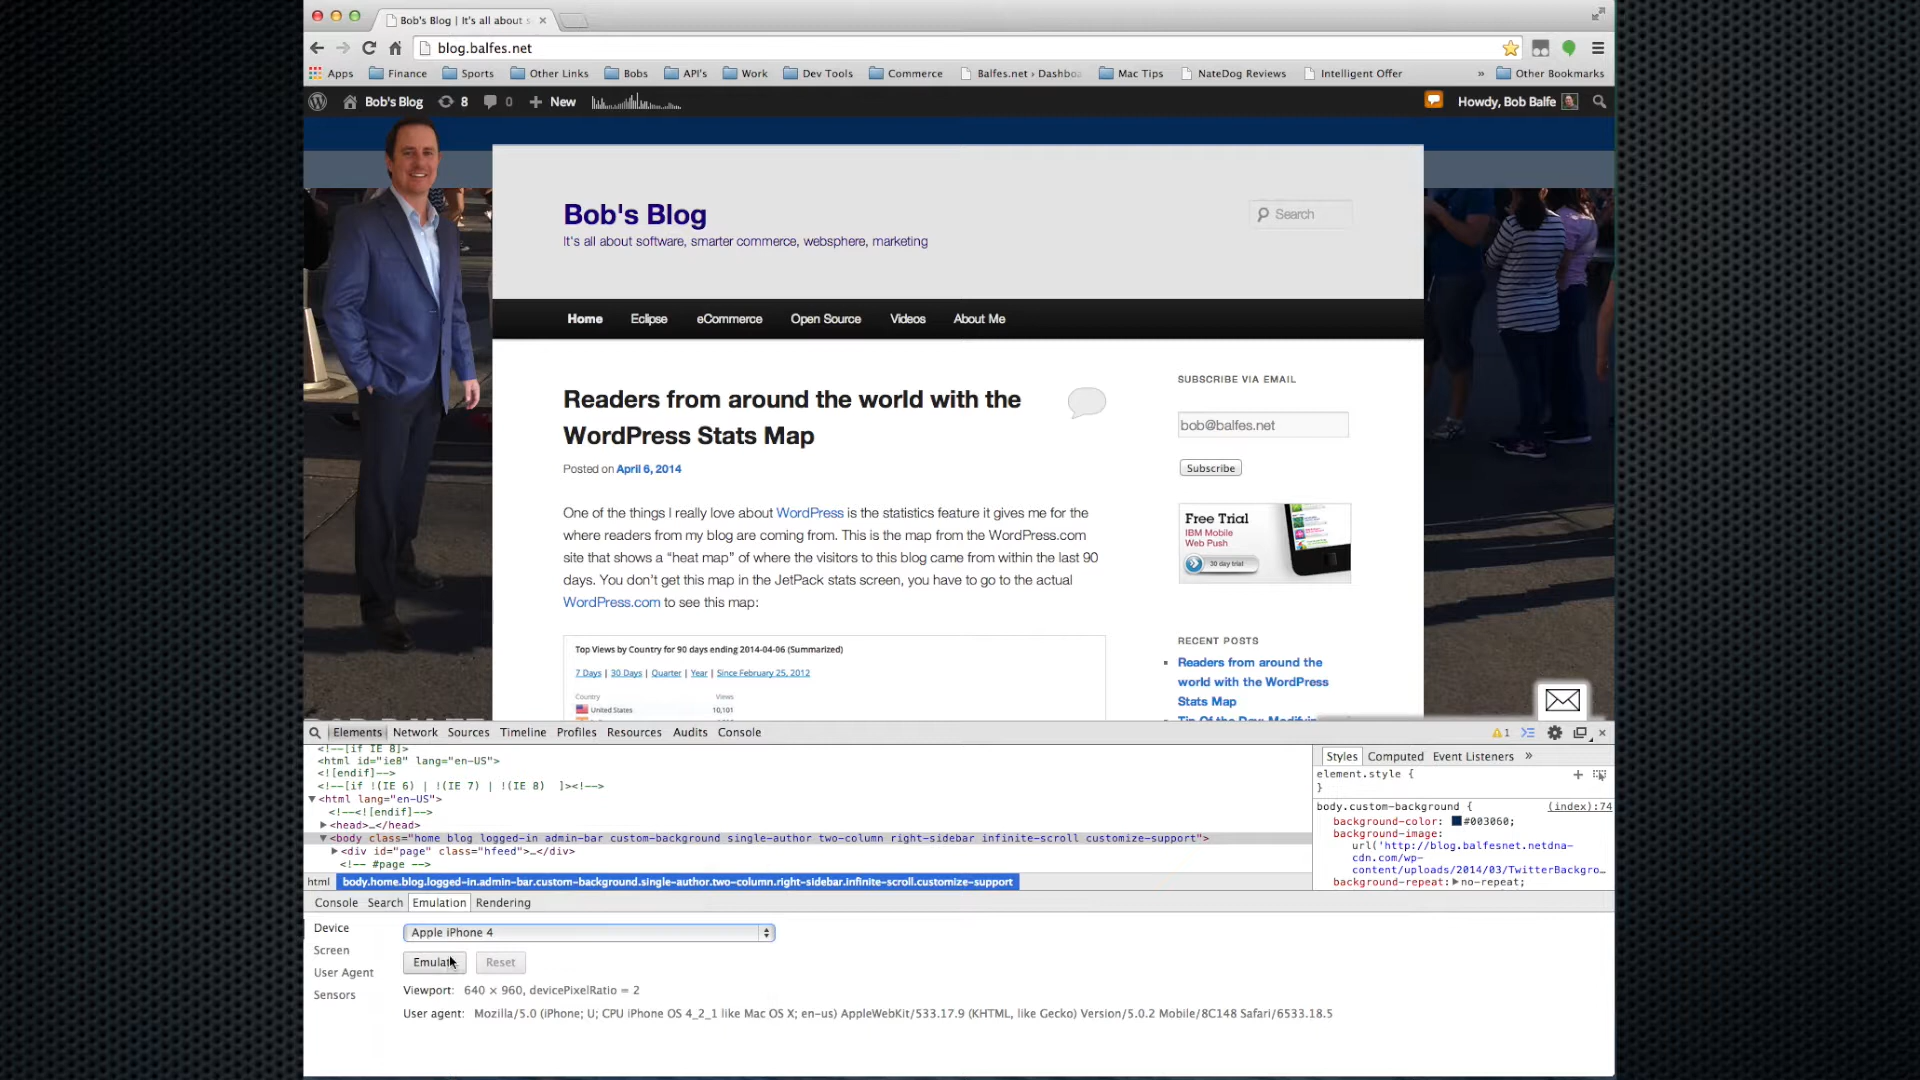 Bob's Blog | It's all about s
blog.balfes.net
Apps Finance Sports Other Links Bobs API's Work Dev Tools Commerce Balfes.net › Dashbo Mac Tips NateDog Reviews Intelligent Offer » Other Bookmarks
Bob's Blog 8 0 New Howdy, Bob Balfe
Bob's Blog
Search
It's all about software, smarter commerce, websphere, marketing
Home Eclipse eCommerce Open Source Videos About Me
Readers from around the world with the
WordPress Stats Map
Posted on April 6, 2014
One of the things I really love about WordPress is the statistics feature it gives me for the
where readers from my blog are coming from. This is the map from the WordPress.com
site that shows a “heat map” of where the visitors to this blog came from within the last 90
days. You don't get this map in the JetPack stats screen, you have to go to the actual
WordPress.com to see this map:
Top Views by Country for 90 days ending 2014-04-06 (Summarized)
7 Days | 30 Days | Quarter | Year | Since February 25, 2012
Country Views
United States 10,101
SUBSCRIBE VIA EMAIL
bob@balfes.net
Subscribe
Free Trial
IBM Mobile
Web Push
30 day trial
RECENT POSTS
Readers from around the
world with the WordPress
Stats Map
Tip Of the Day: Modifyin
Elements Network Sources Timeline Profiles Resources Audits Console 1
<!--[if IE 8]>
<html id="ie8" lang="en-US">
<![endif]-->
<!--[if !(IE 6) | !(IE 7) | !(IE 8)  ]><!-->
<html lang="en-US">
<!--<![endif]-->
<head>…</head>
<body class="home blog logged-in admin-bar custom-background single-author two-column right-sidebar infinite-scroll customize-support">
<div id="page" class="hfeed">…</div>
<!-- #page -->
html body.home.blog.logged-in.admin-bar.custom-background.single-author.two-column.right-sidebar.infinite-scroll.customize-support
Styles Computed Event Listeners »
element.style {
}
body.custom-background { (index):74
background-color: #003060;
background-image:
url('http://blog.balfesnet.netdna-
cdn.com/wp-
content/uploads/2014/03/TwitterBackgro…
background-repeat: no-repeat;
Console Search Emulation Rendering
Device
Screen
User Agent
Sensors
Apple iPhone 4
Emulate Reset
Viewport: 640 × 960, devicePixelRatio = 2
User agent: Mozilla/5.0 (iPhone; U; CPU iPhone OS 4_2_1 like Mac OS X; en-us) AppleWebKit/533.17.9 (KHTML, like Gecko) Version/5.0.2 Mobile/8C148 Safari/6533.18.5